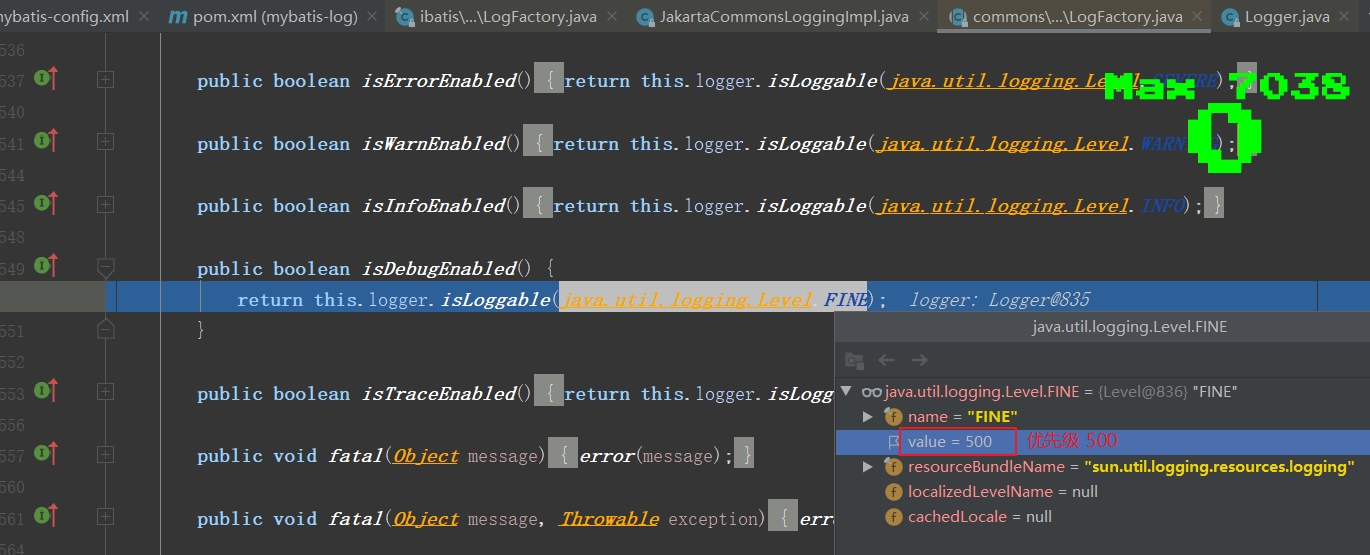 mybatis-config.xml × pom.xml (mybatis-log) × ibatis\...\LogFactory.java × JakartaCommonsLoggingImpl.java × commons\...\LogFactory.java × Logger.java ×
536
537 public boolean isErrorEnabled() { return this.logger.isLoggable(java.util.logging.Level.SEVERE); }
Max 7038
0
540
541 public boolean isWarnEnabled() { return this.logger.isLoggable(java.util.logging.Level.WARN
544
545 public boolean isInfoEnabled() { return this.logger.isLoggable(java.util.logging.Level.INFO); }
548
549 public boolean isDebugEnabled() {
return this.logger.isLoggable(java.util.logging.Level.FINE); logger: Logger@835
551 }
java.util.logging.Level.FINE
552
553 public boolean isTraceEnabled() { return this.logger.isLogg
java.util.logging.Level.FINE = {Level@836} "FINE"
name = "FINE"
556
value = 500 优先级 500
557 public void fatal(Object message) { error(message); }
resourceBundleName = "sun.util.logging.resources.logging"
560
localizedLevelName = null
561 public void fatal(Object message, Throwable exception) { erro
cachedLocale = null
564